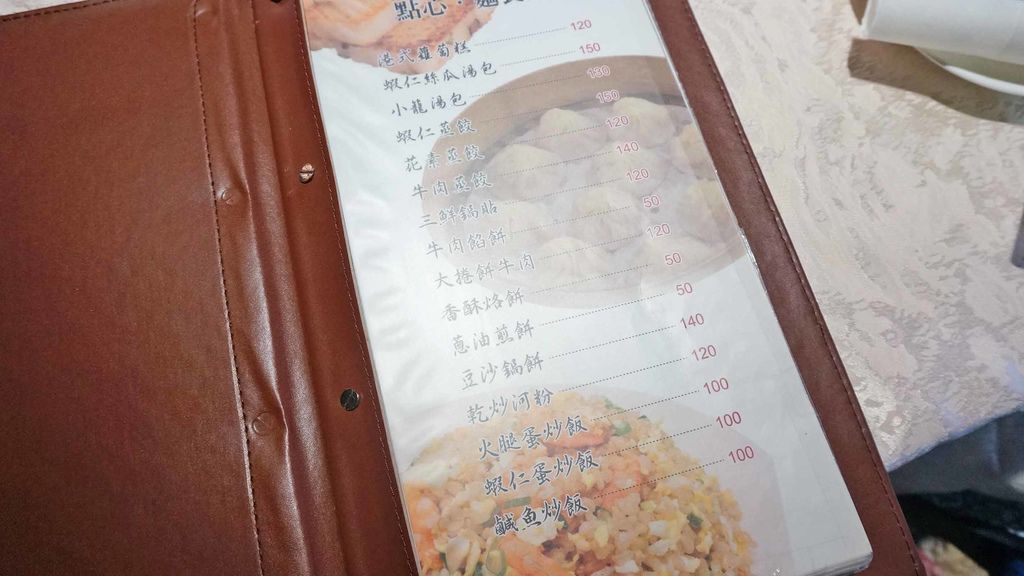 點心．麵
港式蘿蔔糕 120
蝦仁絲瓜湯包 150
小龍湯包 130
蝦仁蒸餃 150
花素蒸餃 120
牛肉蒸餃 140
三鮮鍋貼 120
牛肉餡餅 50
大捲餅牛肉 120
香酥烙餅 50
蔥油煎餅 50
豆沙鍋餅 140
乾炒河粉 120
火腿蛋炒飯 100
蝦仁蛋炒飯 100
鹹魚炒飯 100